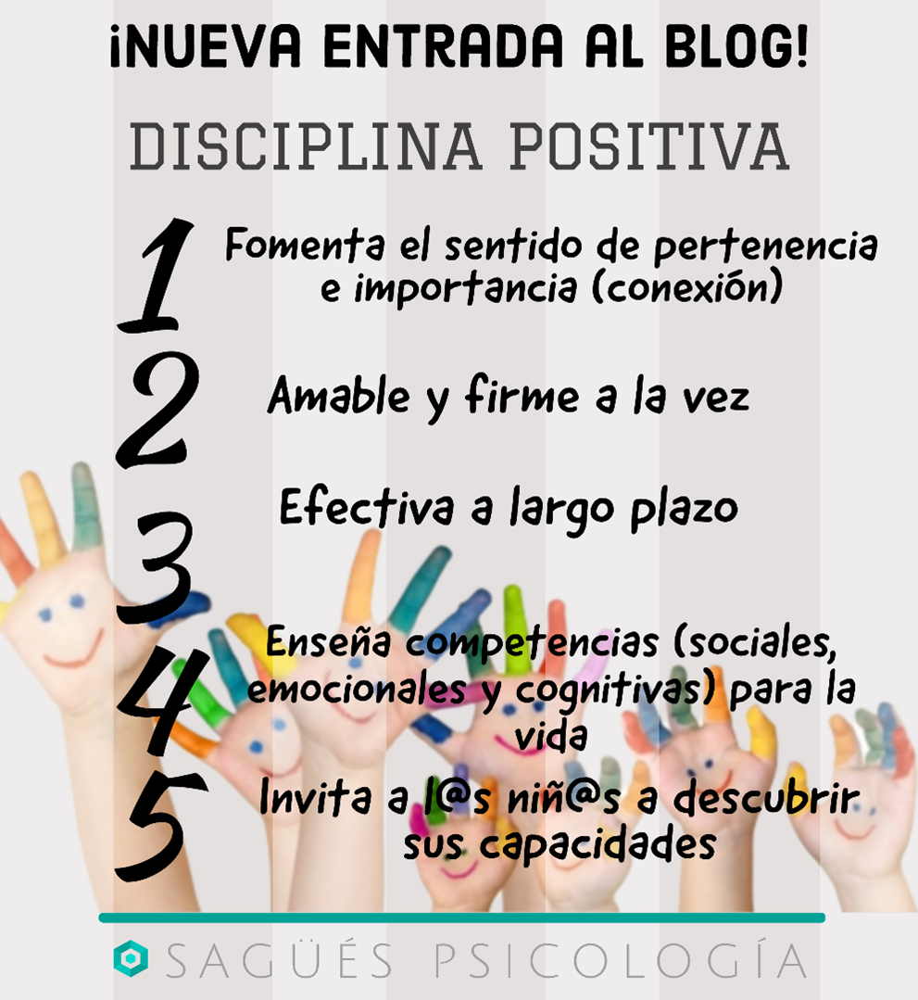 ¡NUEVA ENTRADA AL BLOG!
DISCIPLINA POSITIVA
1 Fomenta el sentido de pertenencia
e importancia (conexión)
2 Amable y firme a la vez
3 Efectiva a largo plazo
4 Enseña competencias (sociales,
emocionales y cognitivas) para la
vida
5 Invita a l@s niñ@s a descubrir
sus capacidades
SAGÜÉS PSICOLOGÍA